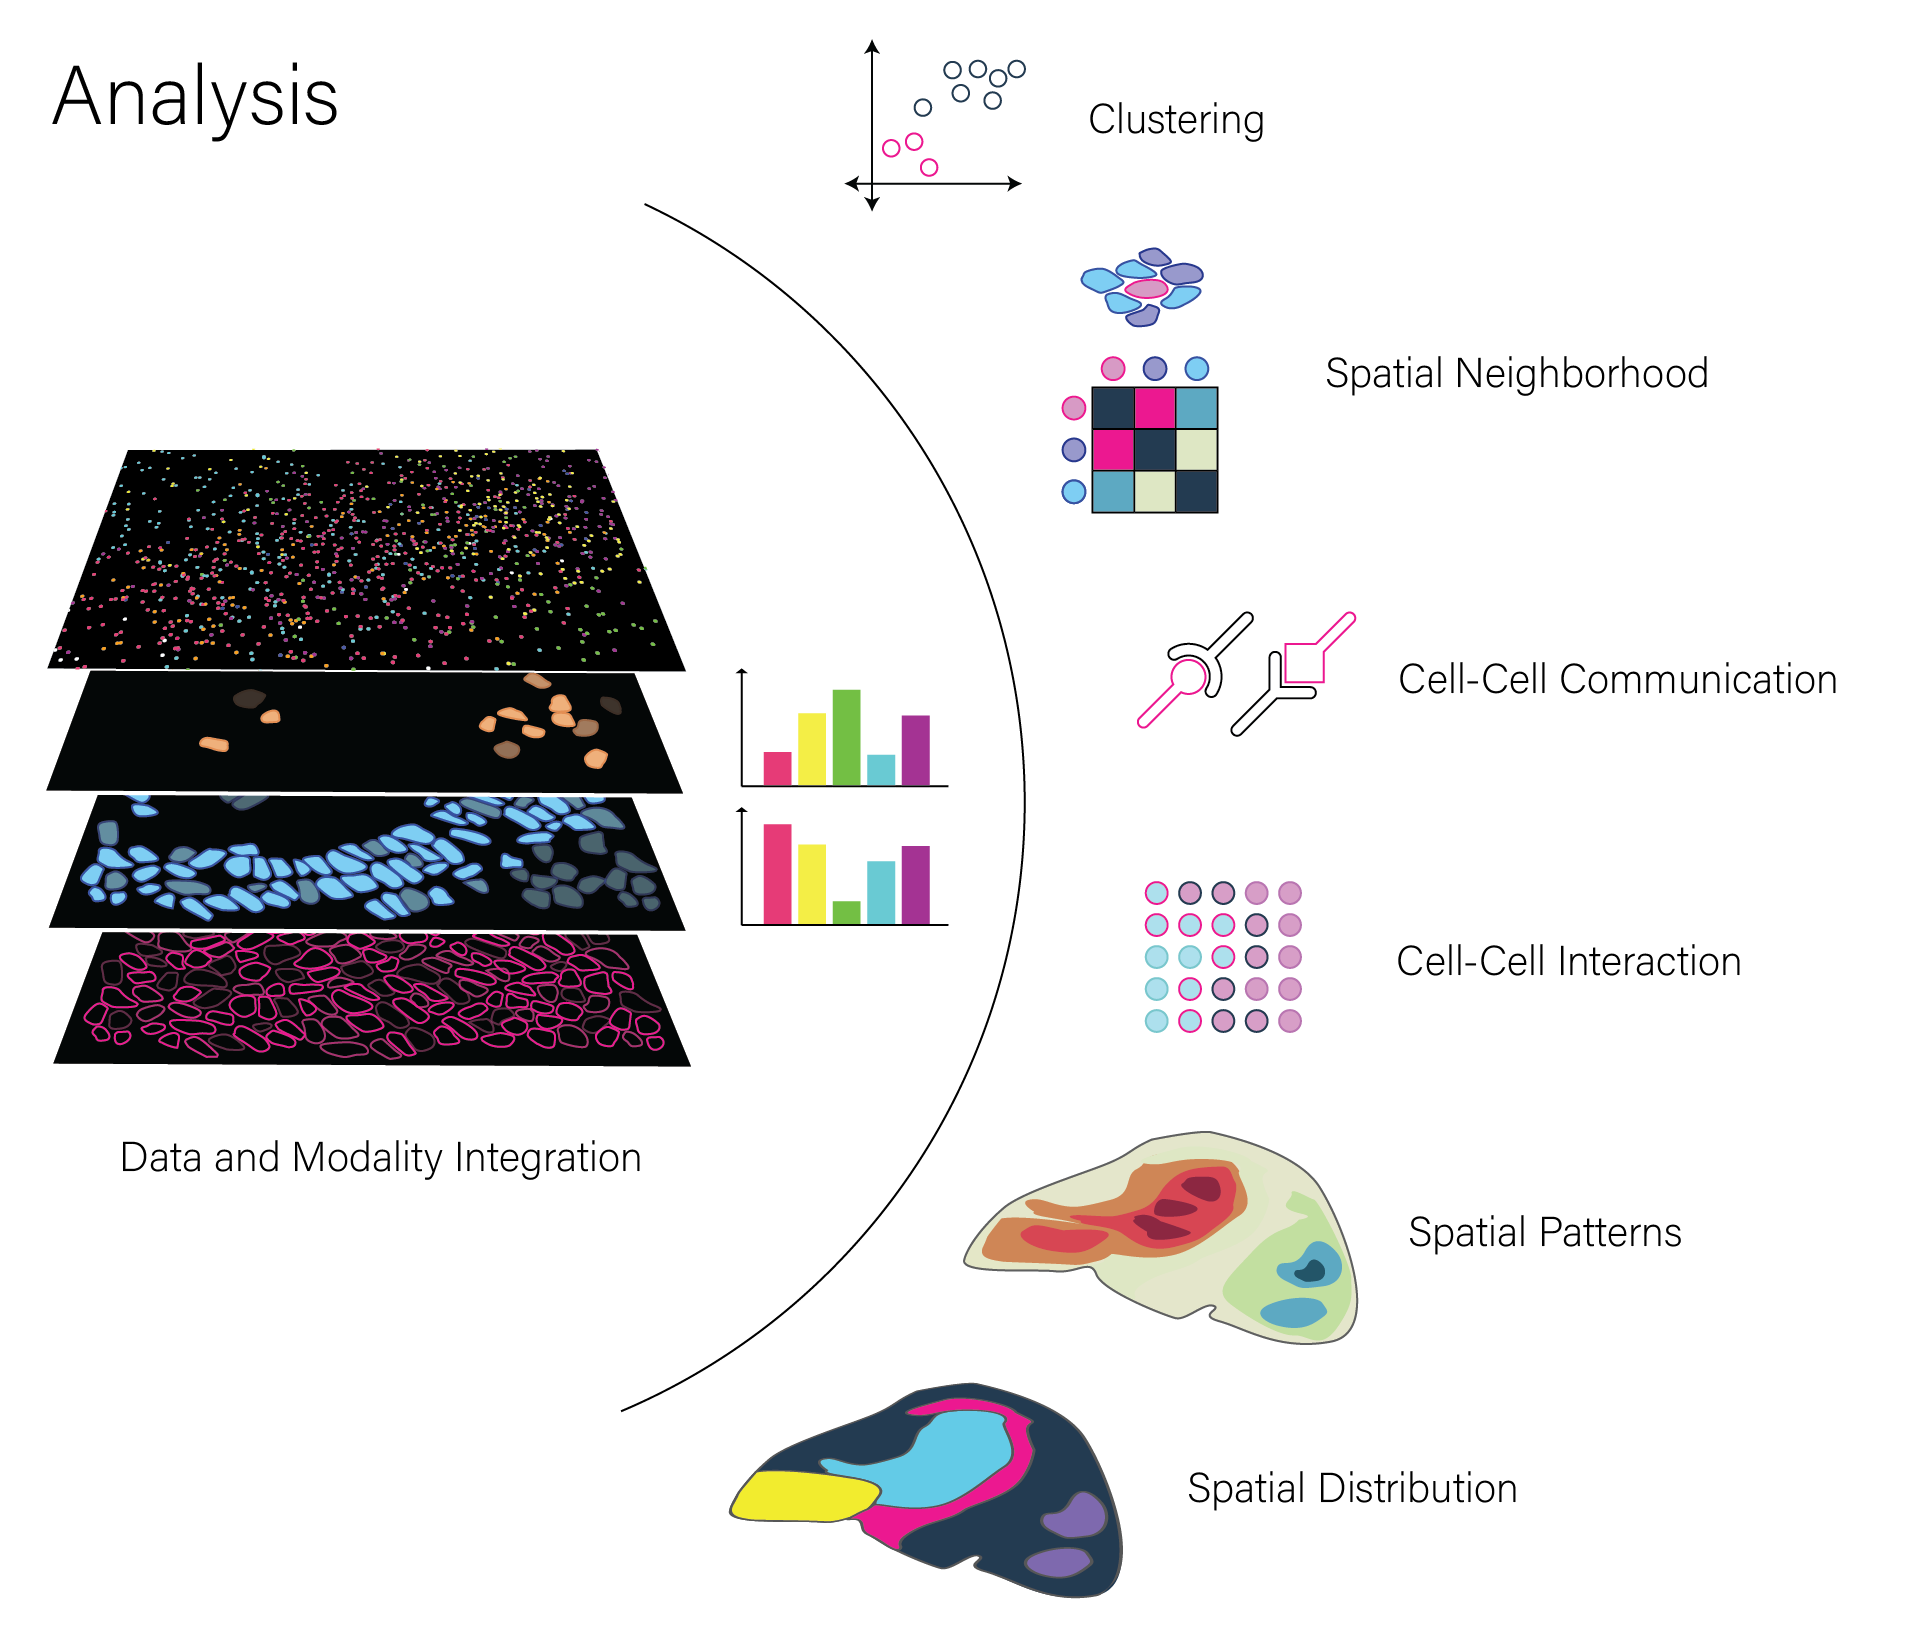 Analysis
Clustering
Spatial Neighborhood
Cell-Cell Communication
Cell-Cell Interaction
Data and Modality Integration
Spatial Patterns
Spatial Distribution